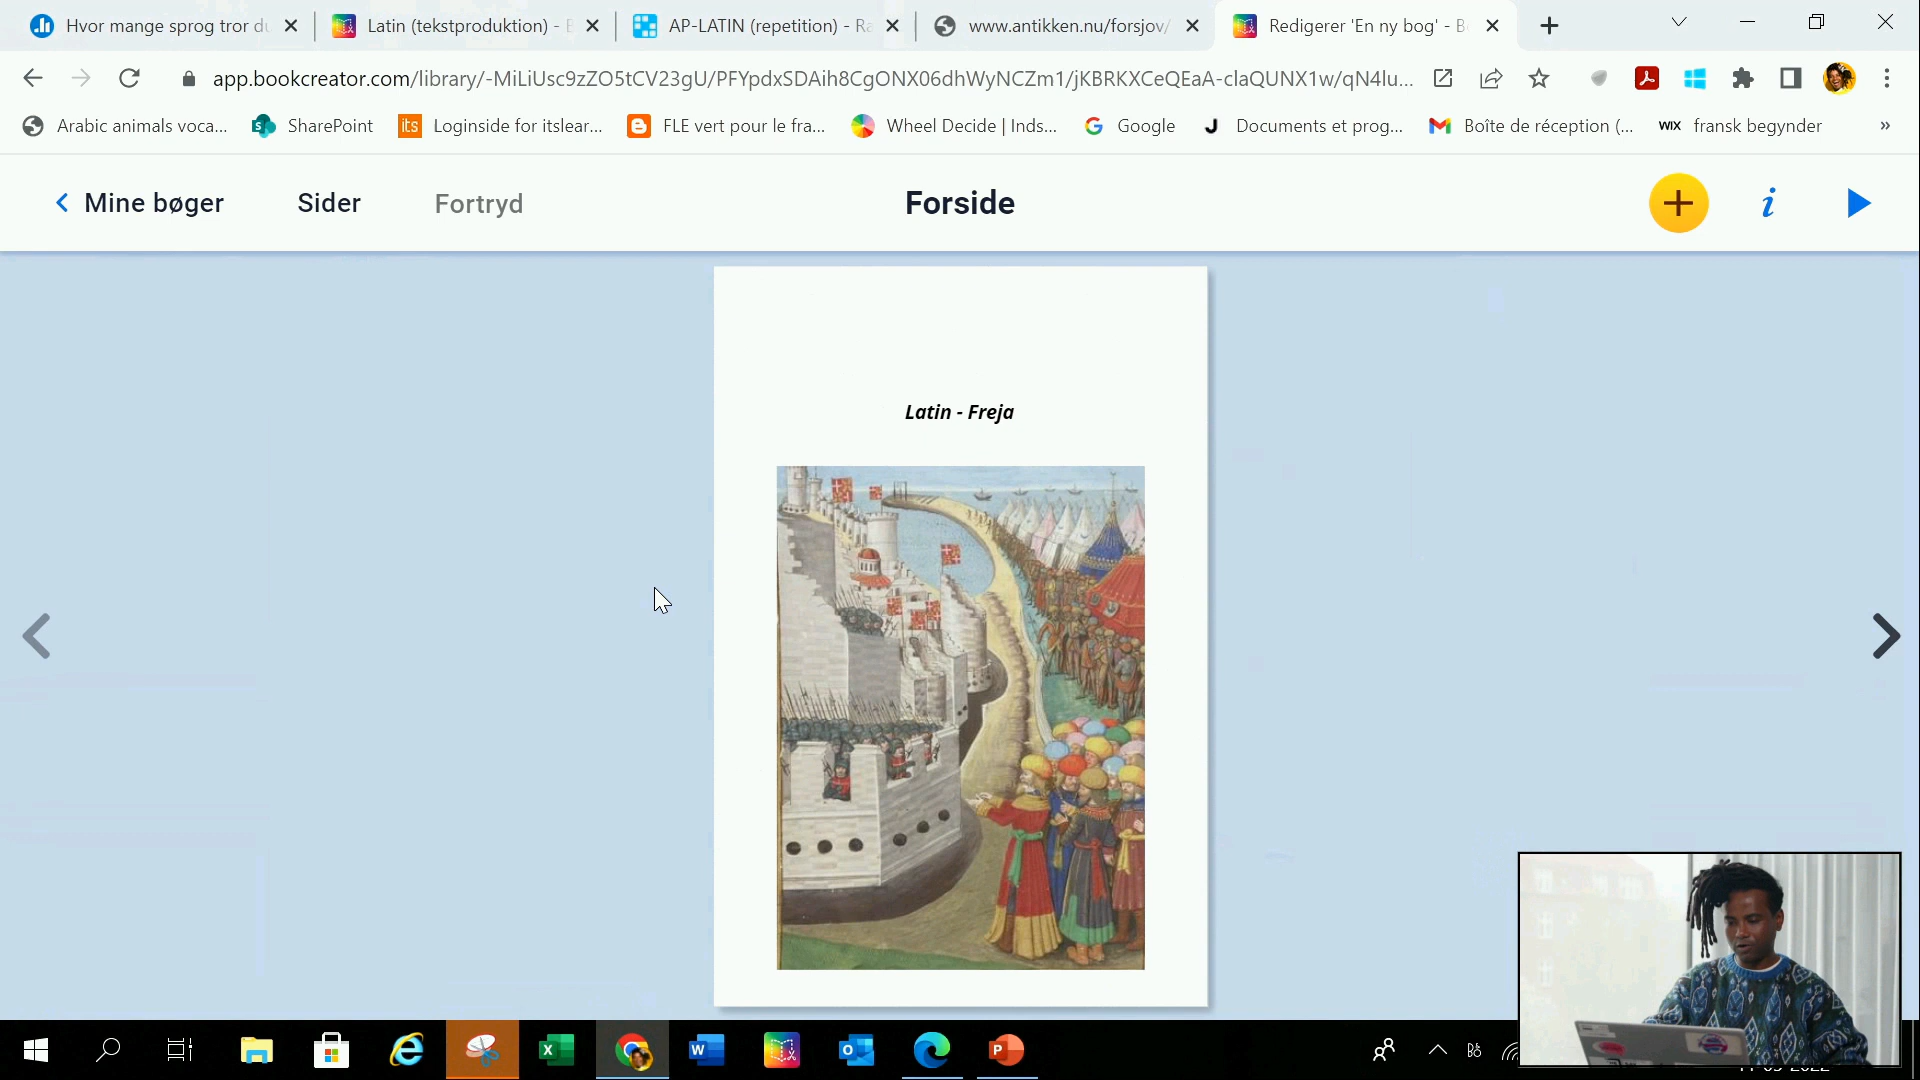 Hvor mange sprog tror du
Latin (tekstproduktion) - B
AP-LATIN (repetition) - Ra
www.antikken.nu/forsjov/
Redigerer 'En ny bog' - Bo
app.bookcreator.com/library/-MiLiUsc9zZO5tCV23gU/PFYpdxSDAih8CgONX06dhWyNCZm1/jKBRKXCeQEaA-claQUNX1w/qN4lu...
Arabic animals voca...
SharePoint
its
Loginside for itslear...
FLE vert pour le fra...
Wheel Decide | Inds...
Google
Documents et prog...
Boîte de réception (...
WIX
fransk begynder
Mine bøger
Sider
Fortryd
Forside
Latin - Freja